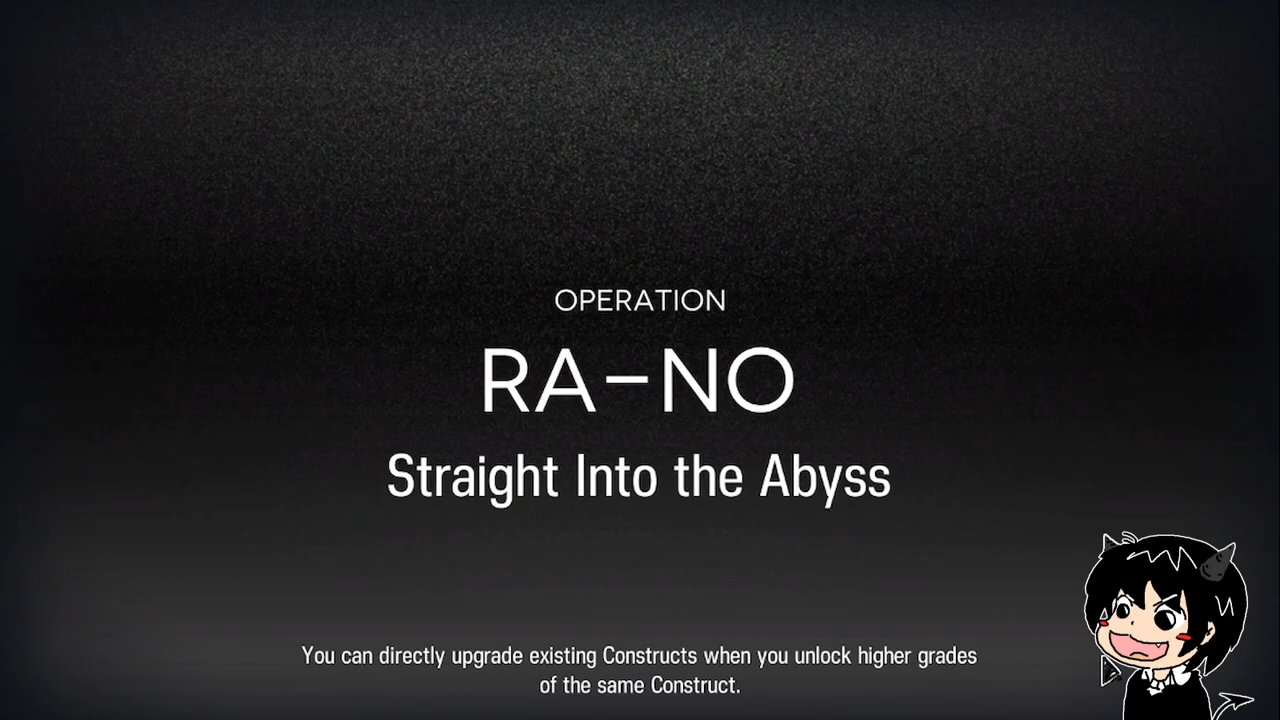 OPERATION
RA-NO
Straight Into the Abyss
You can directly upgrade existing Constructs when you unlock higher grades
of the same Construct.